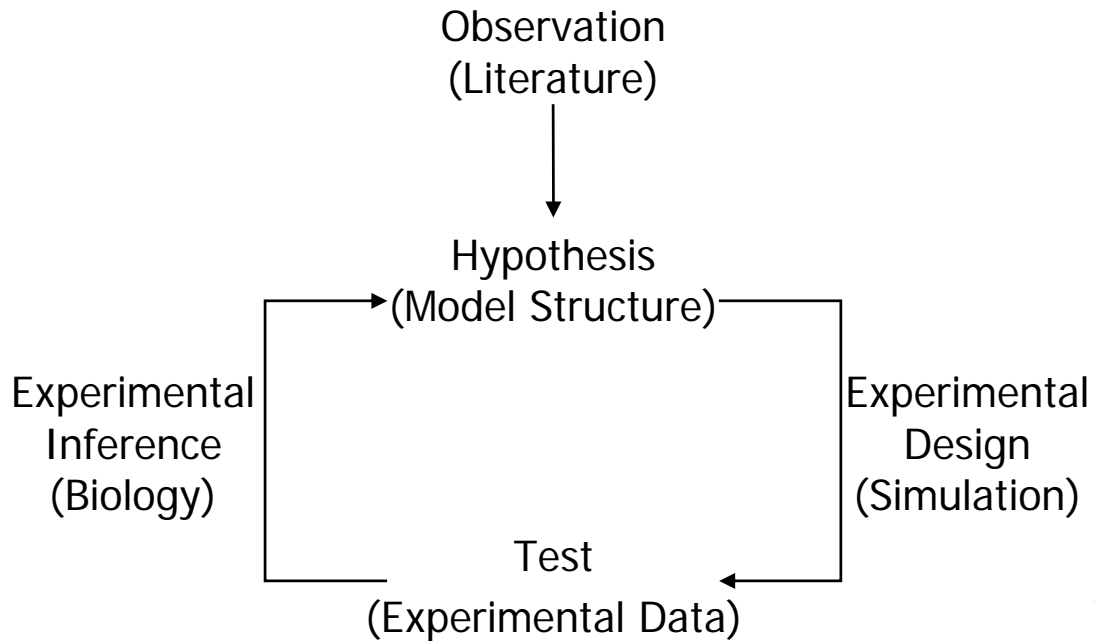 Observation
(Literature)
Hypothesis
(Model Structure)
Experimental
Inference
(Biology)
Experimental
Design
(Simulation)
Test
(Experimental Data)